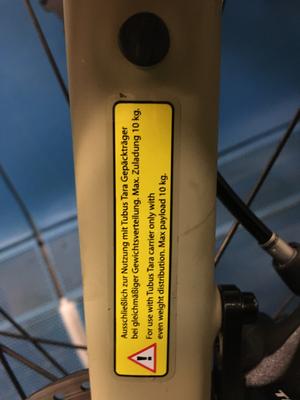 Ausschließlich zur Nutzung mit Tubus Tara Gepäckträger
bei gleichmäßiger Gewichtsverteilung. Max. Zuladung 10 kg.
For use with Tubus Tara carrier only with
even weight distribution. Max payload 10 kg.